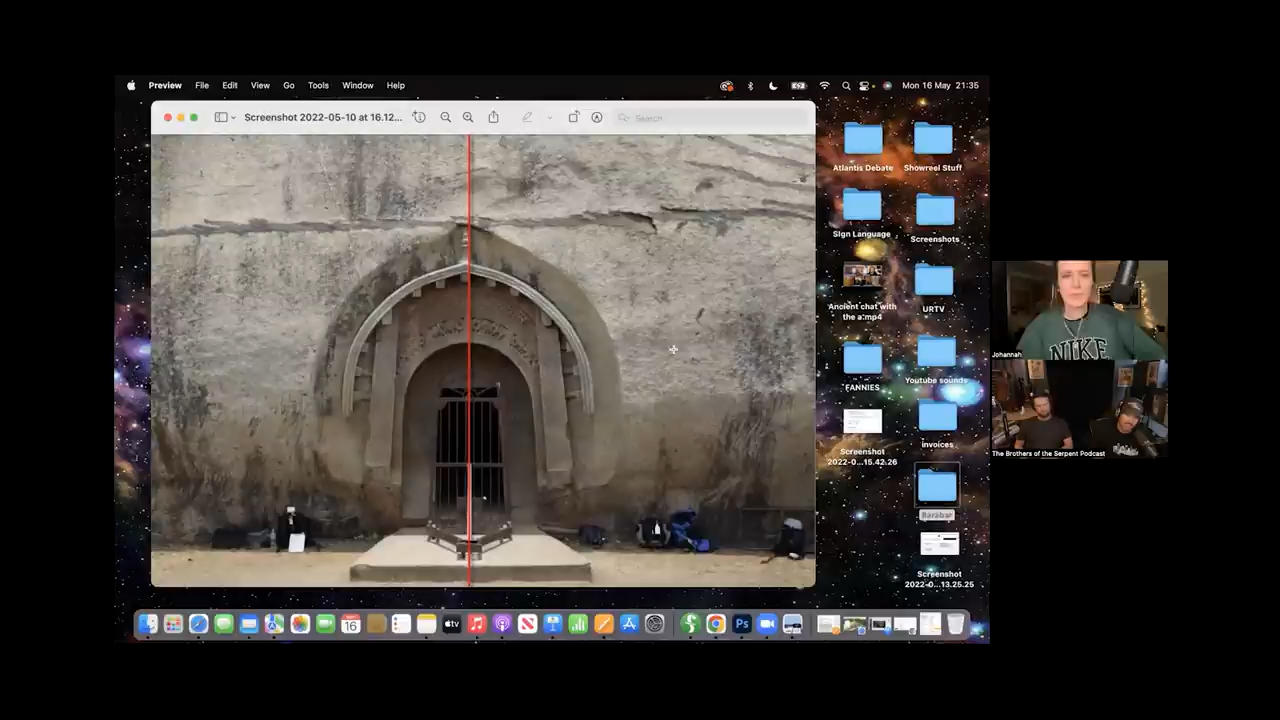 Preview File Edit View Go Tools Window Help
Mon 16 May 21:35
Screenshot 2022-05-10 at 16.12...
Search
Atlantis Debate
Showreel Stuff
Sign Language
Screenshots
Ancient chat with
the a.mp4
URTV
FANNIES
Youtube sounds
Screenshot
2022-0...15.42.26
invoices
Barabar
Screenshot
2022-0...13.25.25
tv
16
Ps
NIKE
Johannah
The Brothers of the Serpent Podcast